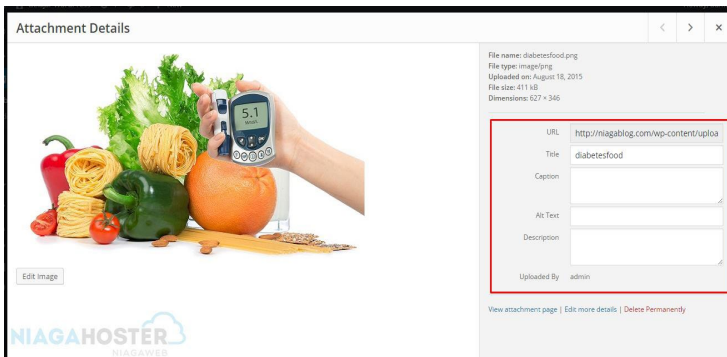 Attachment Details
File name: diabetesfood.png
File type: image/png
Uploaded on: August 18, 2015
File size: 411 kB
Dimensions: 627 × 346
URL http://niagablog.com/wp-content/uploa
Title diabetesfood
Caption
Alt Text
Description
Uploaded By admin
5.1
Edit Image
View attachment page | Edit more details | Delete Permanently
NIAGAHOSTER
NIAGAWEB